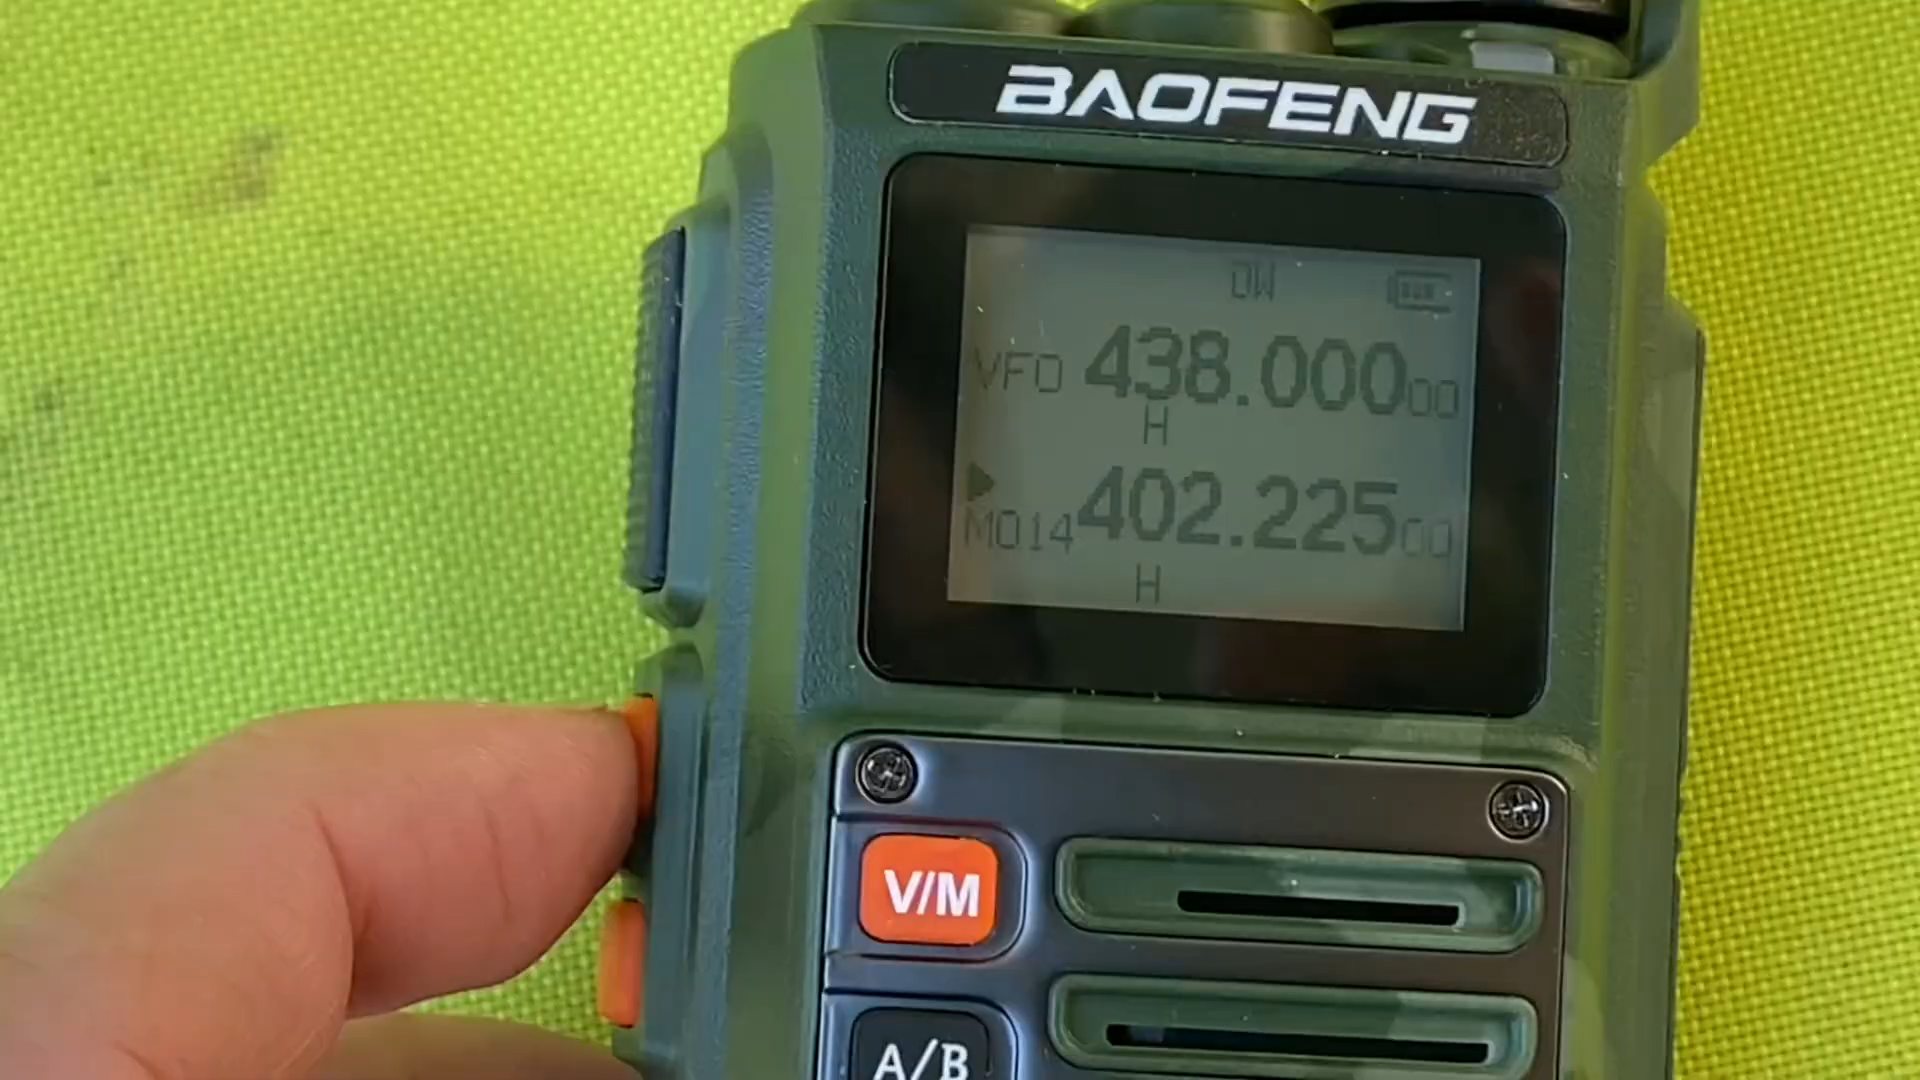 BAOFENG
DW
VFO 438.00000
H
M014 402.22500
H
V/M
A/B